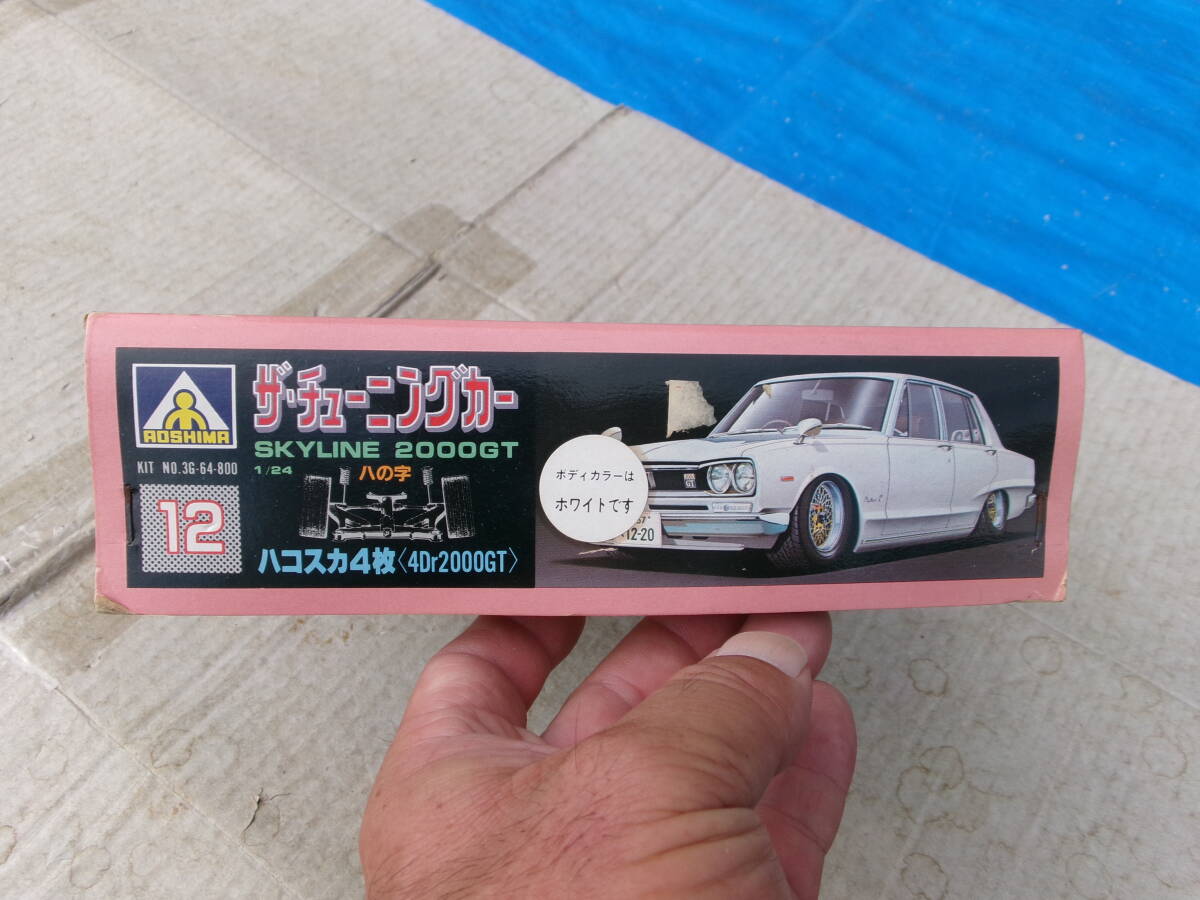 AOSHIMA
KIT NO.3G-64-800
12
ザ・チューニングカー
SKYLINE 2000GT
1/24
ハの字
ハコスカ4枚〈4Dr2000GT〉
ボディカラーは
ホワイトです
12-20